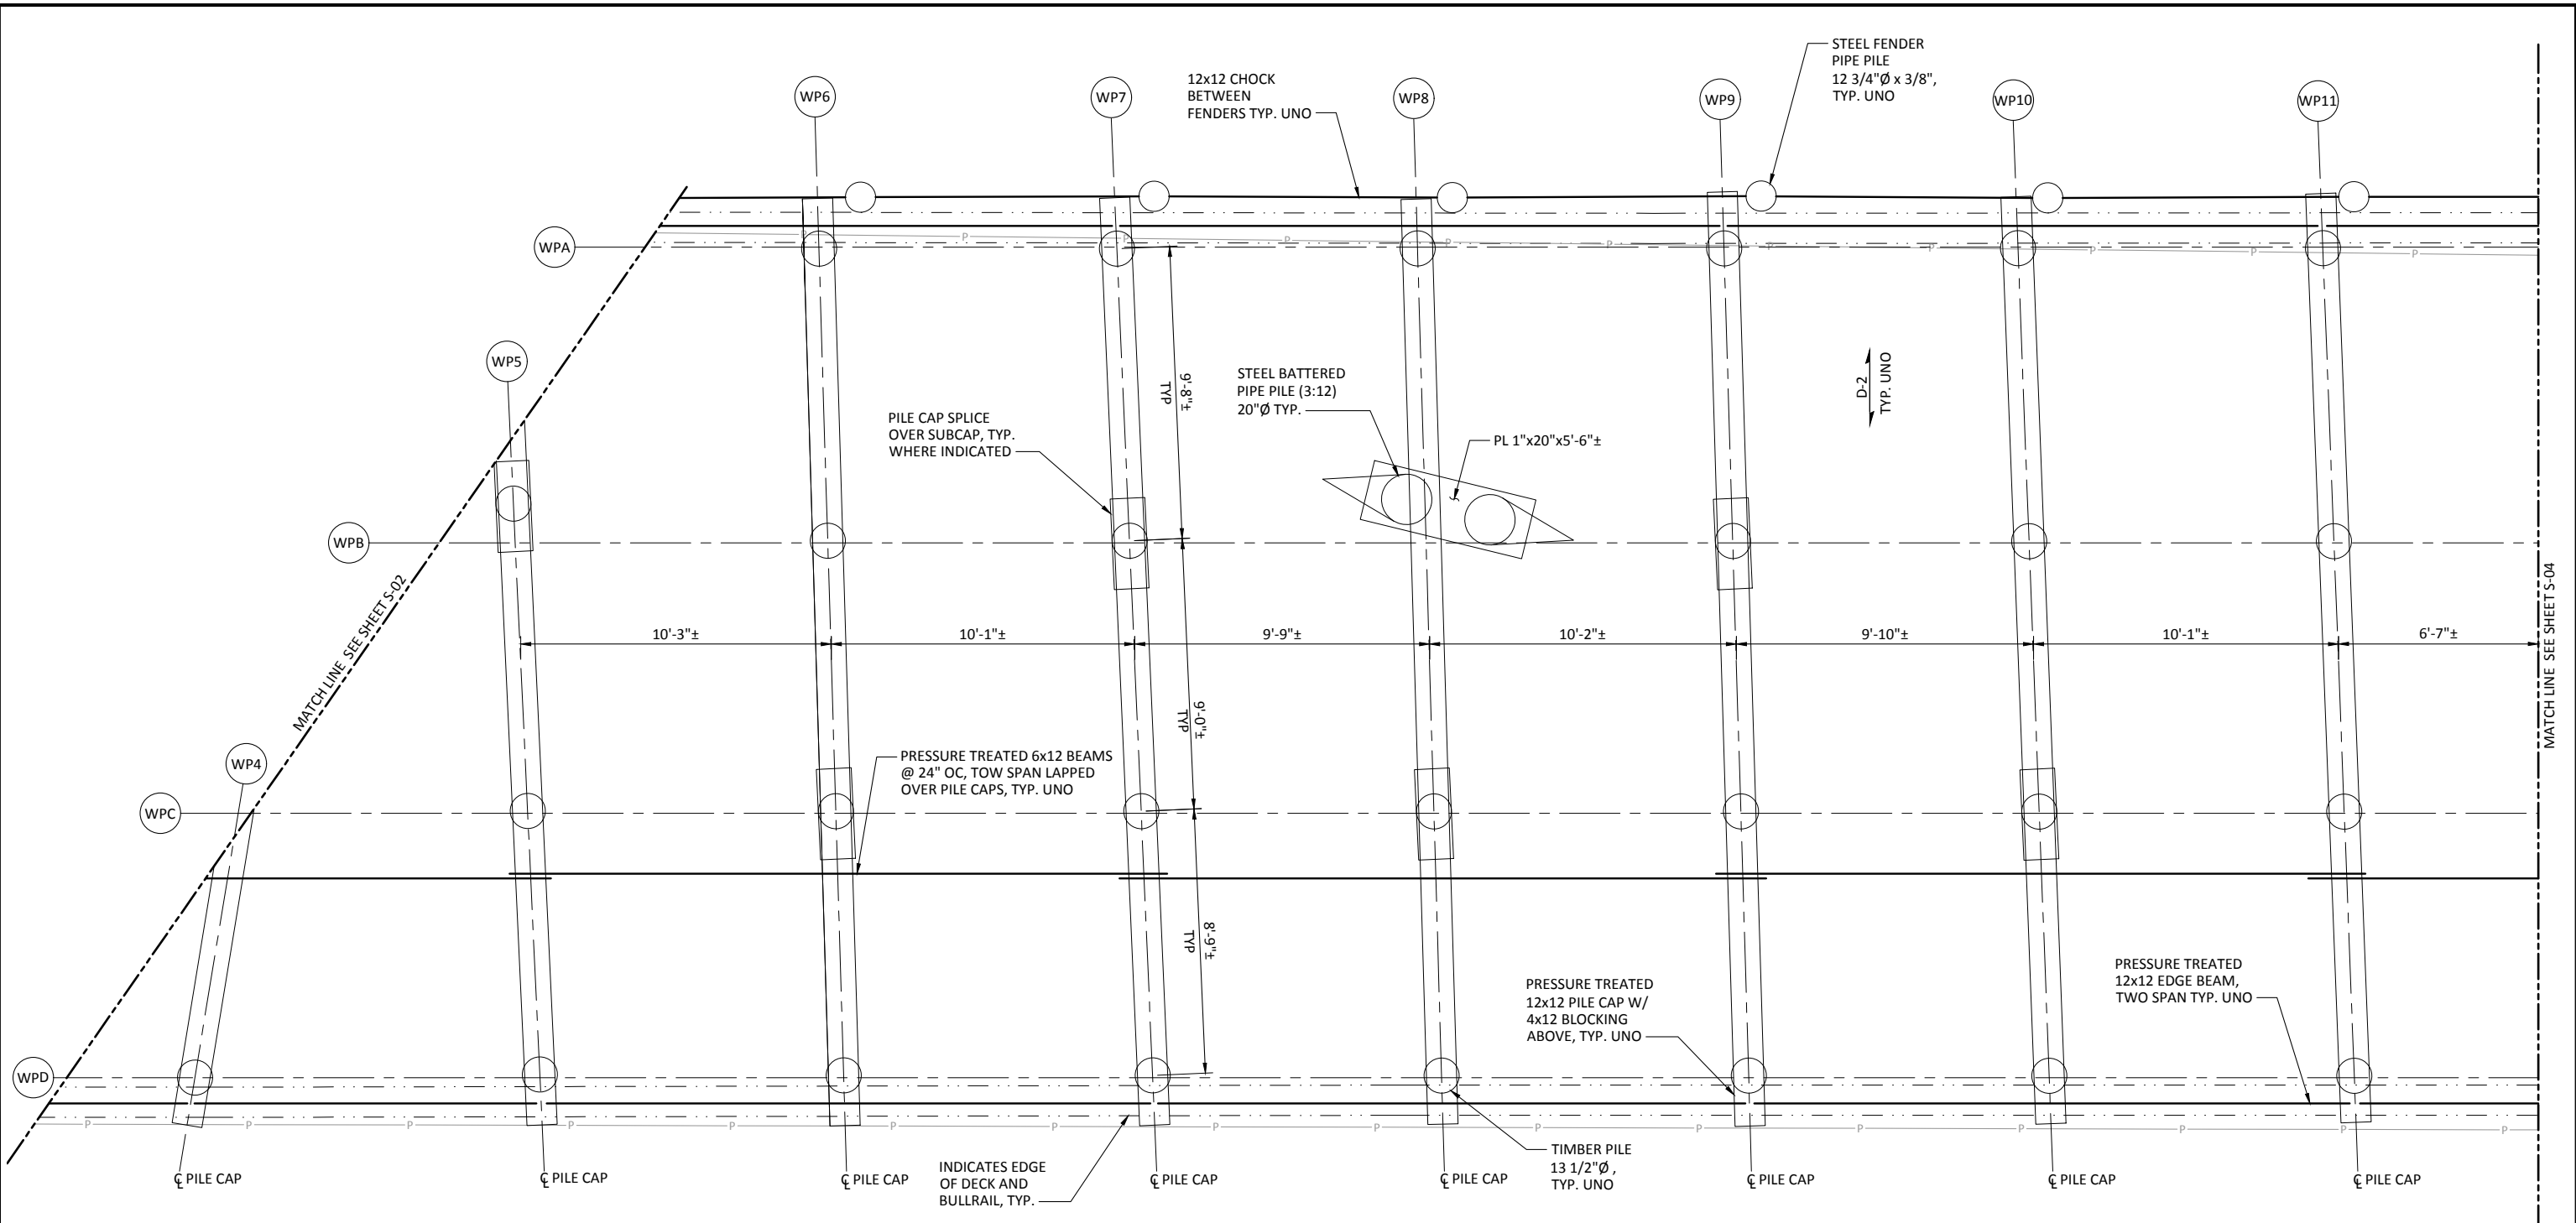 STEEL FENDER
PIPE PILE
12 3/4"Ø x 3/8",
TYP. UNO
12x12 CHOCK
BETWEEN
FENDERS TYP. UNO
WP6
WP7
WP8
WP9
WP10
WP11
WPA
P P P P P P P P P P
WP5
STEEL BATTERED
PIPE PILE (3:12)
20"Ø TYP.
D-2
TYP. UNO
9'-8"±
TYP
PILE CAP SPLICE
OVER SUBCAP, TYP.
WHERE INDICATED
PL 1"x20"x5'-6"±
WPB
MATCH LINE SEE SHEET S-02
10'-3"±
10'-1"±
9'-9"±
10'-2"±
9'-10"±
10'-1"±
6'-7"±
MATCH LINE SEE SHEET S-04
9'-0"±
TYP
WP4
PRESSURE TREATED 6x12 BEAMS
@ 24" OC, TOW SPAN LAPPED
OVER PILE CAPS, TYP. UNO
WPC
8'-9"±
TYP
PRESSURE TREATED
12x12 PILE CAP W/
4x12 BLOCKING
ABOVE, TYP. UNO
PRESSURE TREATED
12x12 EDGE BEAM,
TWO SPAN TYP. UNO
WPD
P P P P P P P P P P P P P P P P
INDICATES EDGE
OF DECK AND
BULLRAIL, TYP.
TIMBER PILE
13 1/2"Ø ,
TYP. UNO
℄ PILE CAP
℄ PILE CAP
℄ PILE CAP
℄ PILE CAP
℄ PILE CAP
℄ PILE CAP
℄ PILE CAP
℄ PILE CAP